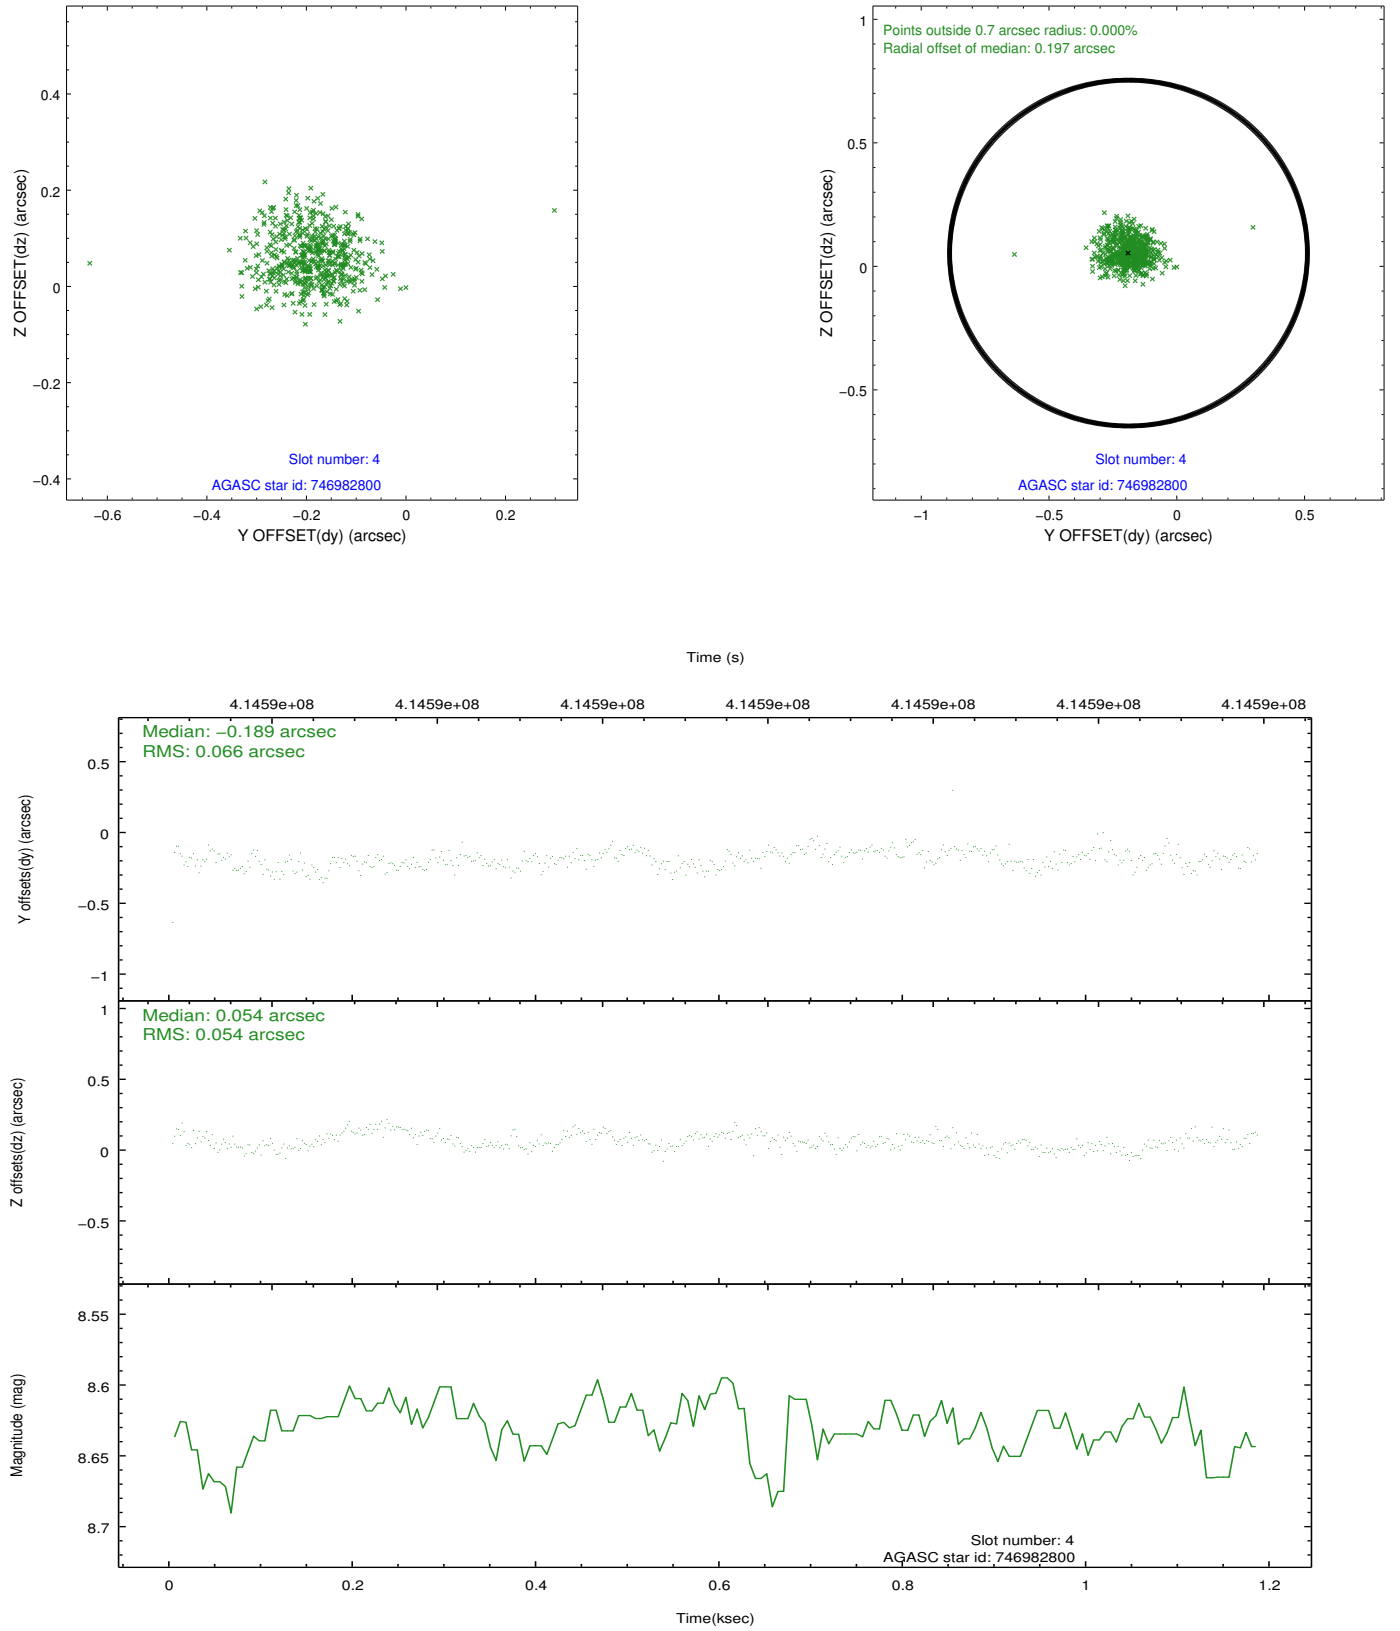 Points outside 0.7 arcsec radius: 0.000%
Radial offset of median: 0.197 arcsec
0.4
0.2
0
−0.2
−0.4
Z OFFSET(dz) (arcsec)
Slot number: 4
AGASC star id: 746982800
−0.6
−0.4
−0.2
0
0.2
Y OFFSET(dy) (arcsec)
1
0.5
0
−0.5
Z OFFSET(dz) (arcsec)
Slot number: 4
AGASC star id: 746982800
−1
−0.5
0
0.5
Y OFFSET(dy) (arcsec)
Time (s)
4.1459e+08 4.1459e+08 4.1459e+08 4.1459e+08 4.1459e+08 4.1459e+08 4.1459e+08
Median: −0.189 arcsec
RMS: 0.066 arcsec
0.5
0
−0.5
−1
Y offsets(dy) (arcsec)
Median: 0.054 arcsec
RMS: 0.054 arcsec
1
0.5
0
−0.5
Z offsets(dz) (arcsec)
8.55
8.6
8.65
8.7
Magnitude (mag)
Slot number: 4
AGASC star id: 746982800
0 0.2 0.4 0.6 0.8 1 1.2
Time(ksec)